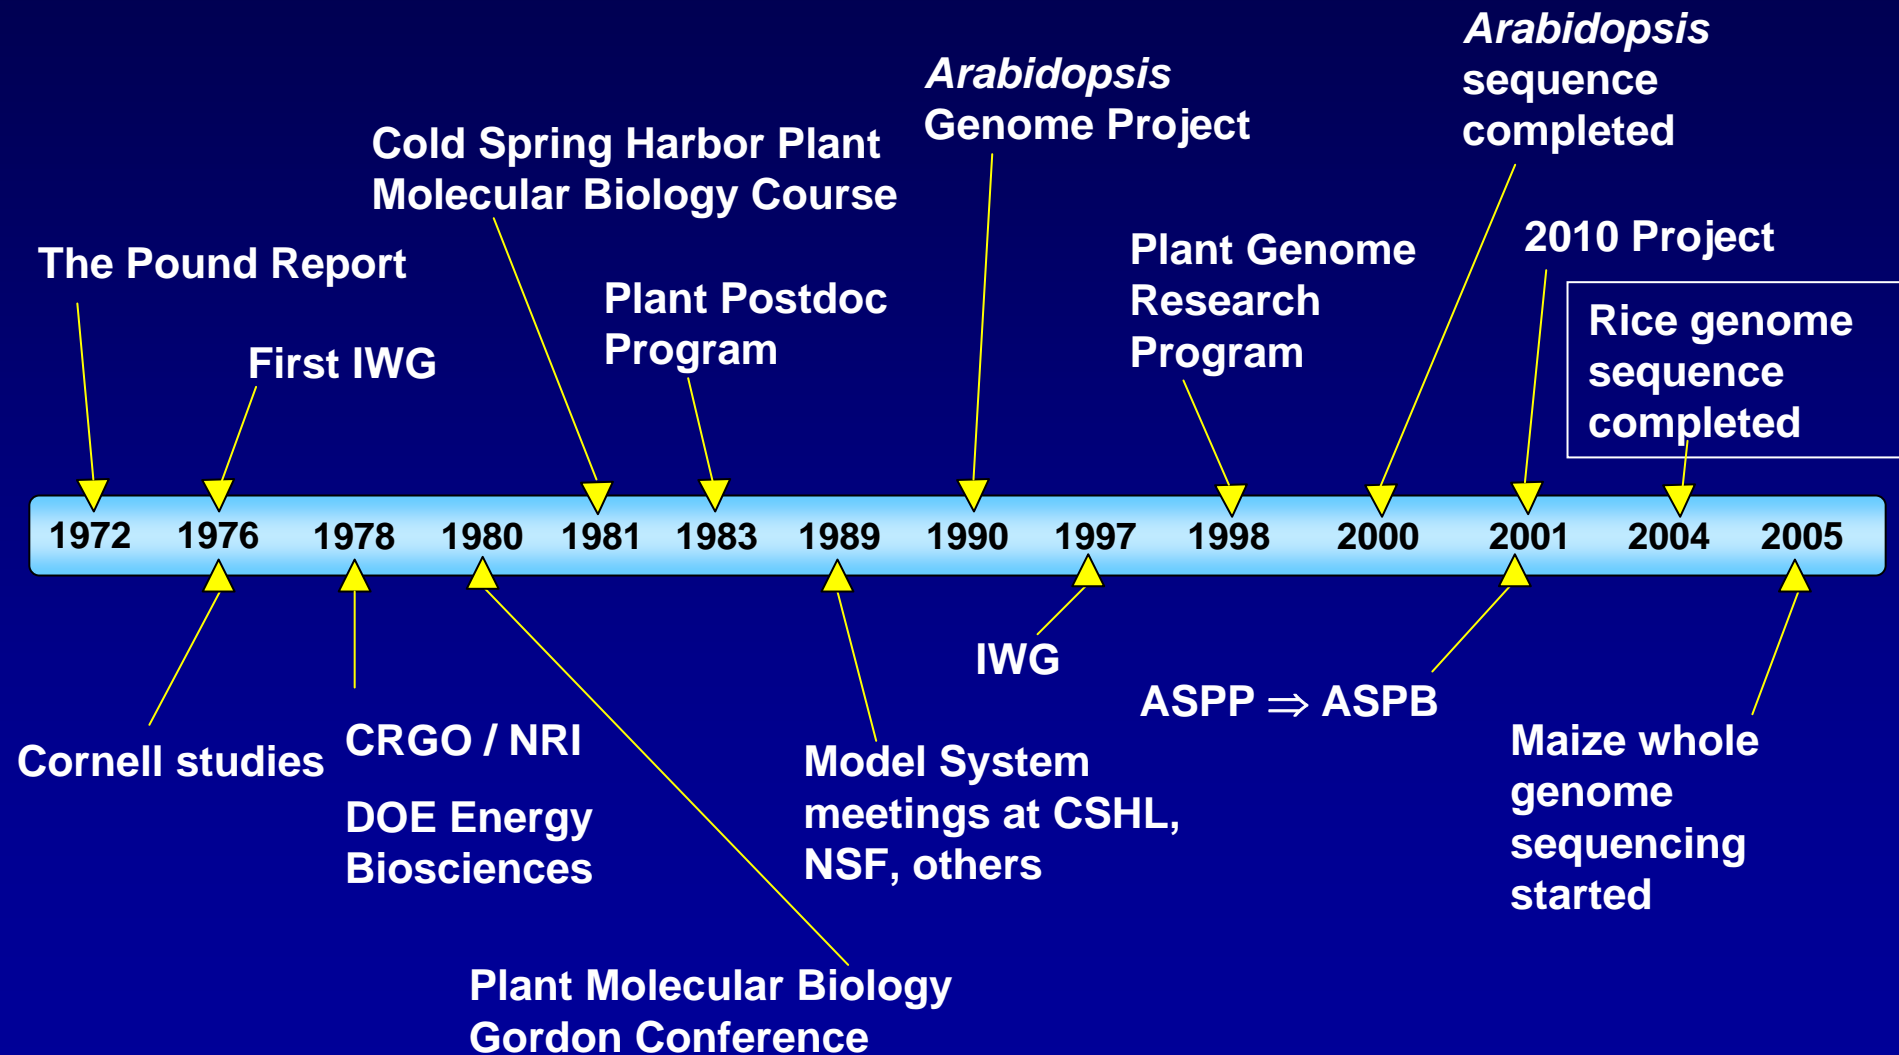 Arabidopsis
sequence
completed
Arabidopsis
Genome Project
Cold Spring Harbor Plant
Molecular Biology Course
The Pound Report
First IWG
Plant Postdoc
Program
Plant Genome
Research
Program
2010 Project
Rice genome
sequence
completed
1972 1976 1978 1980 1981 1983 1989 1990 1997 1998 2000 2001 2004 2005
Cornell studies
CRGO / NRI
DOE Energy
Biosciences
Plant Molecular Biology
Gordon Conference
Model System
meetings at CSHL,
NSF, others
IWG
ASPP ⇒ ASPB
Maize whole
genome
sequencing
started